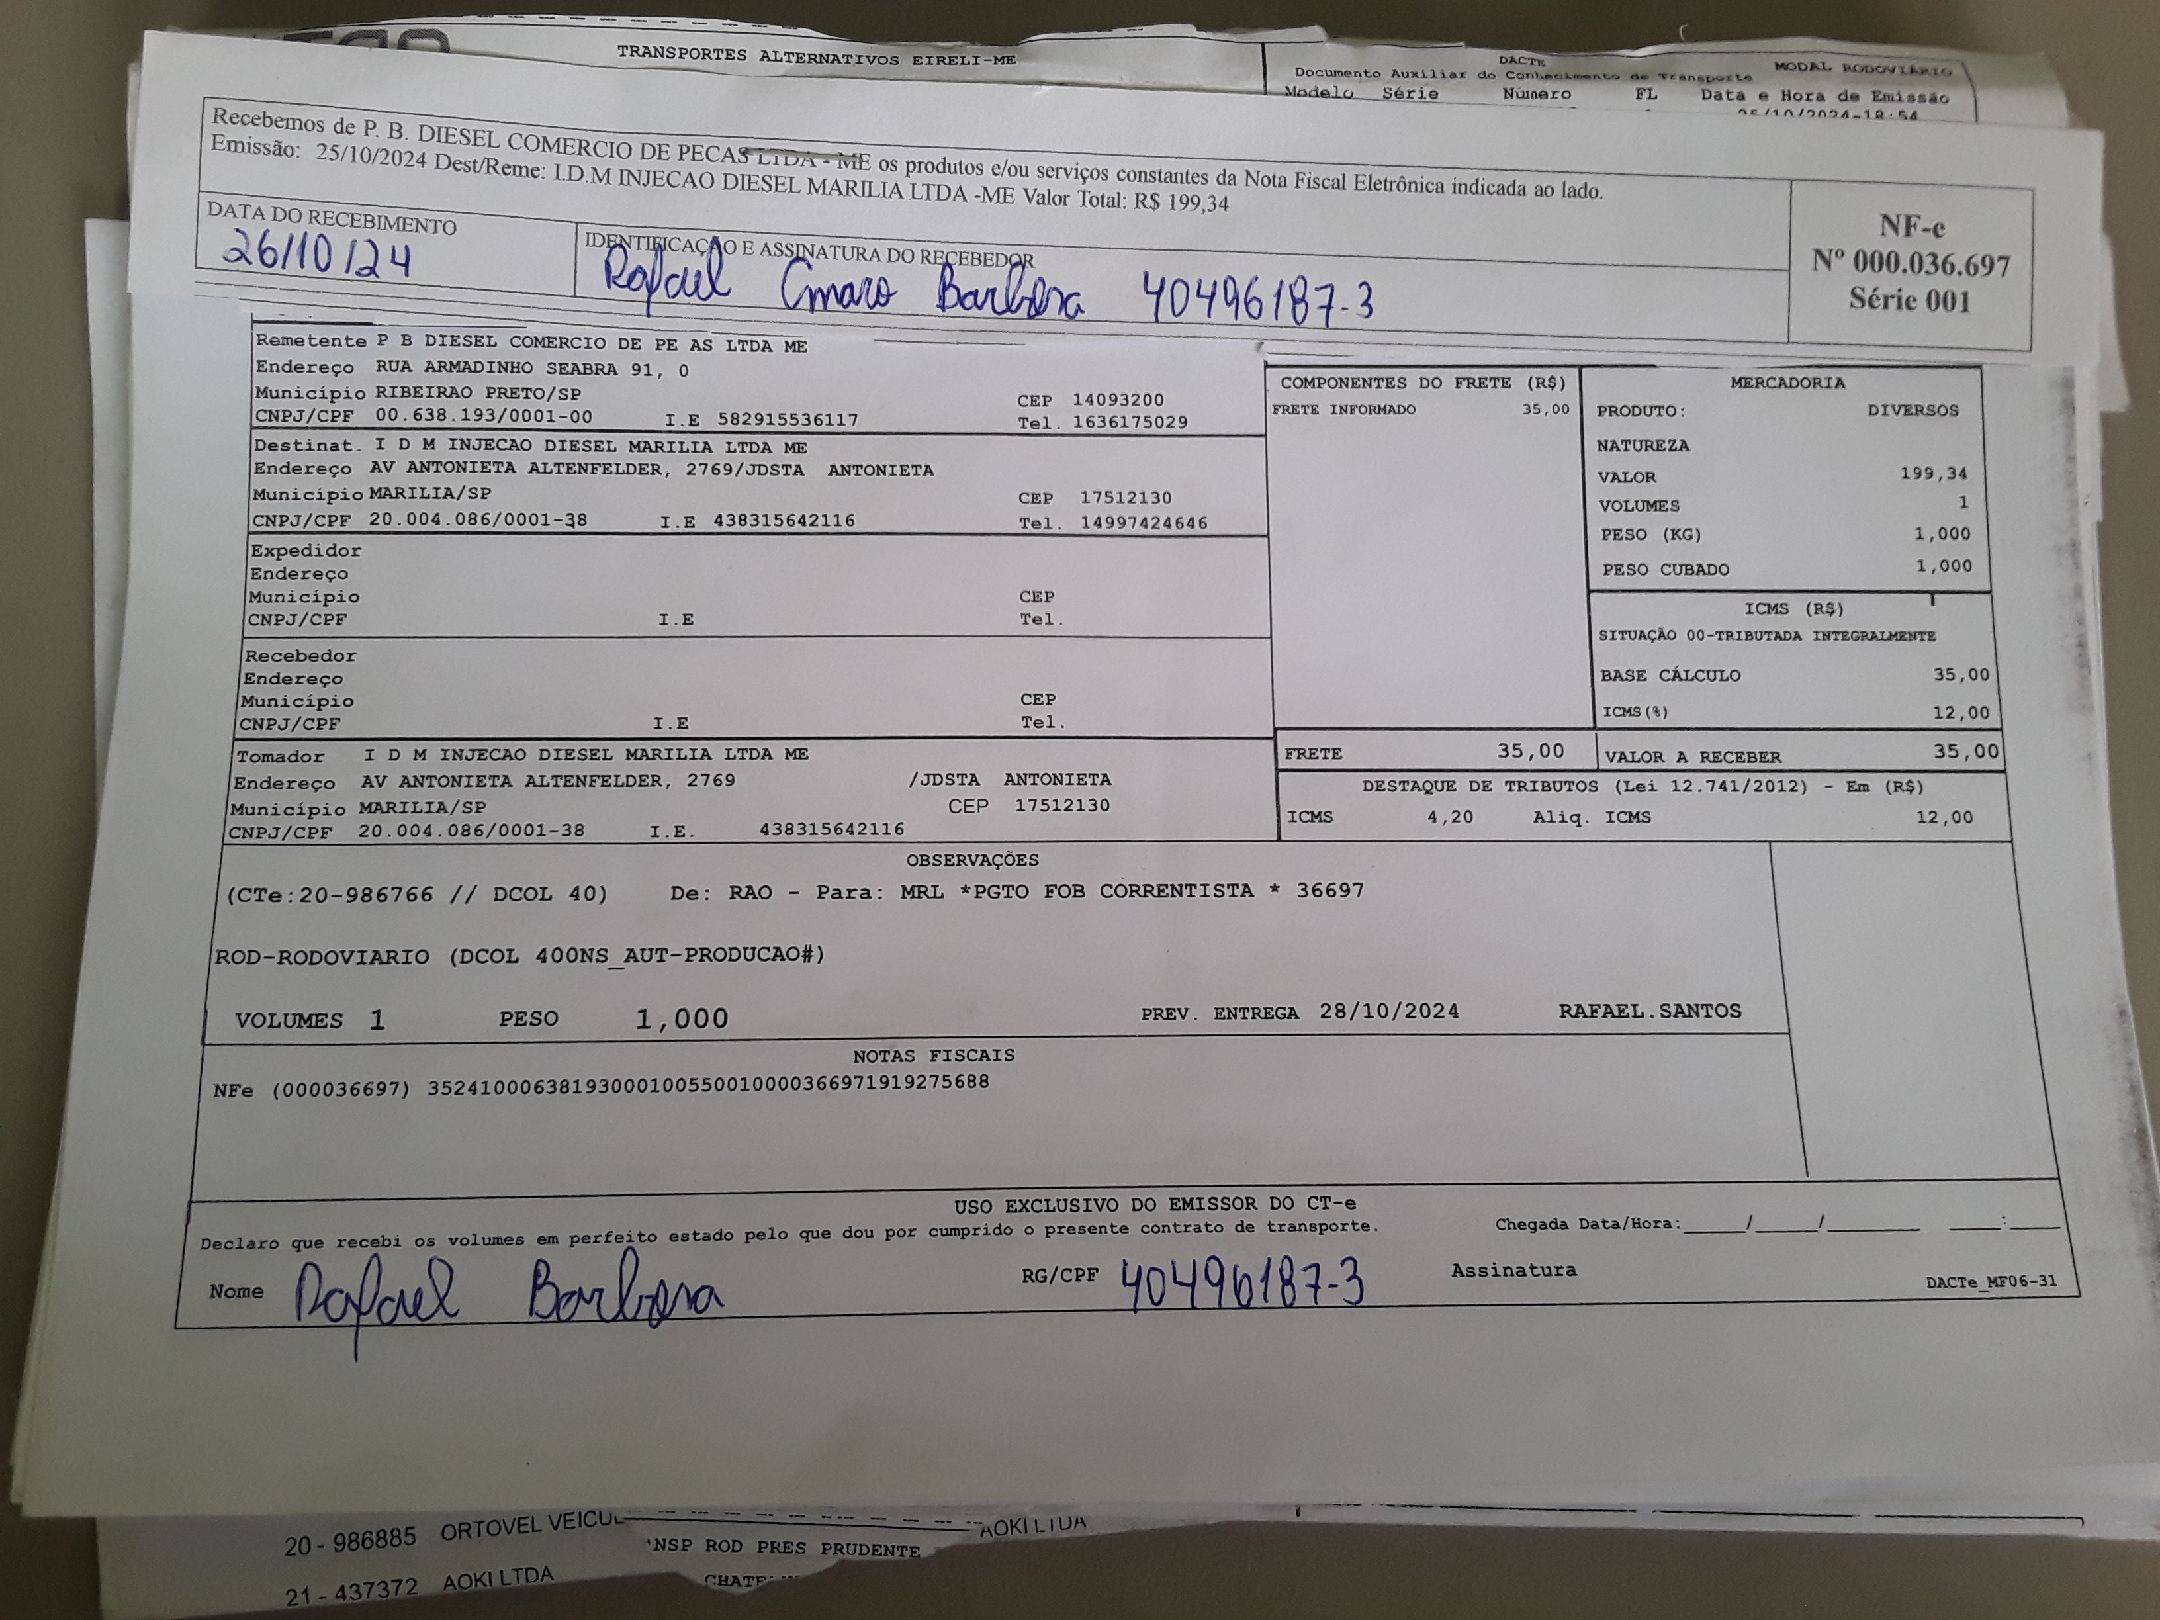 TRANSPORTES ALTERNATIVOS EIRELI-ME
DACTE
MODAL RODOVIÁRIO
Documento Auxiliar do Conhecimento de Transporte
Modelo Série Número FL Data e Hora de Emissão
25/10/2024-18:54
Recebemos de P. B. DIESEL COMERCIO DE PECAS LTDA - ME os produtos e/ou serviços constantes da Nota Fiscal Eletrônica indicada ao lado.
Emissão: 25/10/2024 Dest/Reme: I.D.M INJECAO DIESEL MARILIA LTDA -ME Valor Total: R$ 199,34
DATA DO RECEBIMENTO
26/10/24
IDENTIFICAÇÃO E ASSINATURA DO RECEBEDOR
Rafael Barbosa 40496187-3
NF-e
Nº 000.036.697
Série 001
Remetente P B DIESEL COMERCIO DE PE AS LTDA ME
Endereço RUA ARMADINHO SEABRA 91, 0
Município RIBEIRAO PRETO/SP CEP 14093200
CNPJ/CPF 00.638.193/0001-00 I.E 582915536117 Tel. 1636175029
Destinat. I D M INJECAO DIESEL MARILIA LTDA ME
Endereço AV ANTONIETA ALTENFELDER, 2769/JDSTA ANTONIETA
Município MARILIA/SP CEP 17512130
CNPJ/CPF 20.004.086/0001-38 I.E 438315642116 Tel. 14997424646
Expedidor
Endereço
Município CEP
CNPJ/CPF I.E Tel.
Recebedor
Endereço
Município CEP
CNPJ/CPF I.E Tel.
Tomador I D M INJECAO DIESEL MARILIA LTDA ME
Endereço AV ANTONIETA ALTENFELDER, 2769 /JDSTA ANTONIETA
Município MARILIA/SP CEP 17512130
CNPJ/CPF 20.004.086/0001-38 I.E. 438315642116
COMPONENTES DO FRETE (R$)
FRETE INFORMADO 35,00
MERCADORIA
PRODUTO: DIVERSOS
NATUREZA
VALOR 199,34
VOLUMES 1
PESO (KG) 1,000
PESO CUBADO 1,000
ICMS (R$)
SITUAÇÃO 00-TRIBUTADA INTEGRALMENTE
BASE CÁLCULO 35,00
ICMS(%) 12,00
FRETE 35,00 VALOR A RECEBER 35,00
DESTAQUE DE TRIBUTOS (Lei 12.741/2012) - Em (R$)
ICMS 4,20 Aliq. ICMS 12,00
OBSERVAÇÕES
(CTe:20-986766 // DCOL 40) De: RAO - Para: MRL *PGTO FOB CORRENTISTA * 36697
ROD-RODOVIARIO (DCOL 400NS_AUT-PRODUCAO#)
VOLUMES 1 PESO 1,000 PREV. ENTREGA 28/10/2024 RAFAEL.SANTOS
NOTAS FISCAIS
NFe (000036697) 35241000638193000100550010000366971919275688
USO EXCLUSIVO DO EMISSOR DO CT-e
Declaro que recebi os volumes em perfeito estado pelo que dou por cumprido o presente contrato de transporte. Chegada Data/Hora:____/____/______ ___:___
Nome Rafael Barbosa RG/CPF 40496187-3 Assinatura
DACTe_MF06-31
20 - 986885 ORTOVEL VEICUL AOKI LTDA
NSP ROD PRES PRUDENTE
21 - 437372 AOKI LTDA